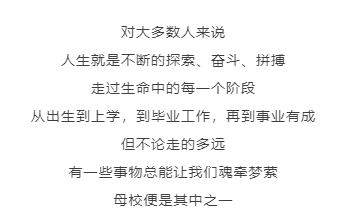 对大多数人来说
人生就是不断的探索、奋斗、拼搏
走过生命中的每一个阶段
从出生到上学，到毕业工作，再到事业有成
但不论走的多远
有一些事物总能让我们魂牵梦萦
母校便是其中之一